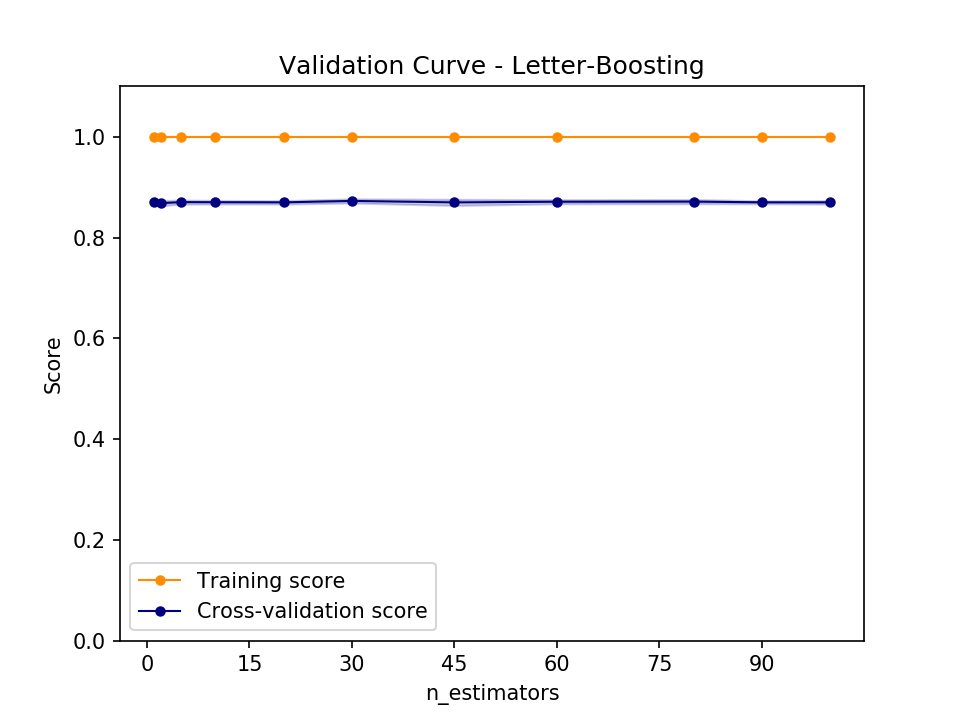 Validation Curve - Letter-Boosting
1.0
0.8
0.6
0.4
0.2
0.0
Score
Training score
Cross-validation score
0 15 30 45 60 75 90
n_estimators